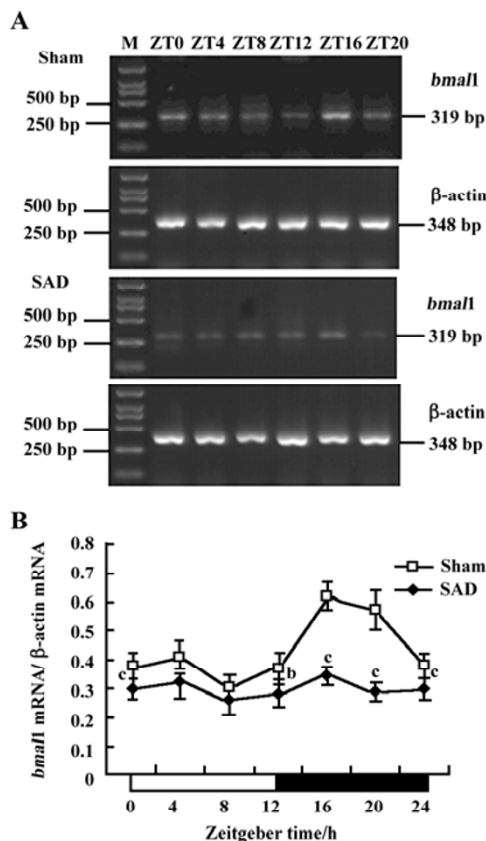 A
M ZT0 ZT4 ZT8 ZT12 ZT16 ZT20
Sham
bmal1
500 bp
250 bp
319 bp
β-actin
500 bp
250 bp
348 bp
SAD
bmal1
500 bp
250 bp
319 bp
β-actin
500 bp
250 bp
348 bp
B
bmal1 mRNA/ β-actin mRNA
0.8
0.7
0.6
0.5
0.4
0.3
0.2
0.1
0
Sham
SAD
c b c c c
0 4 8 12 16 20 24
Zeitgeber time/h